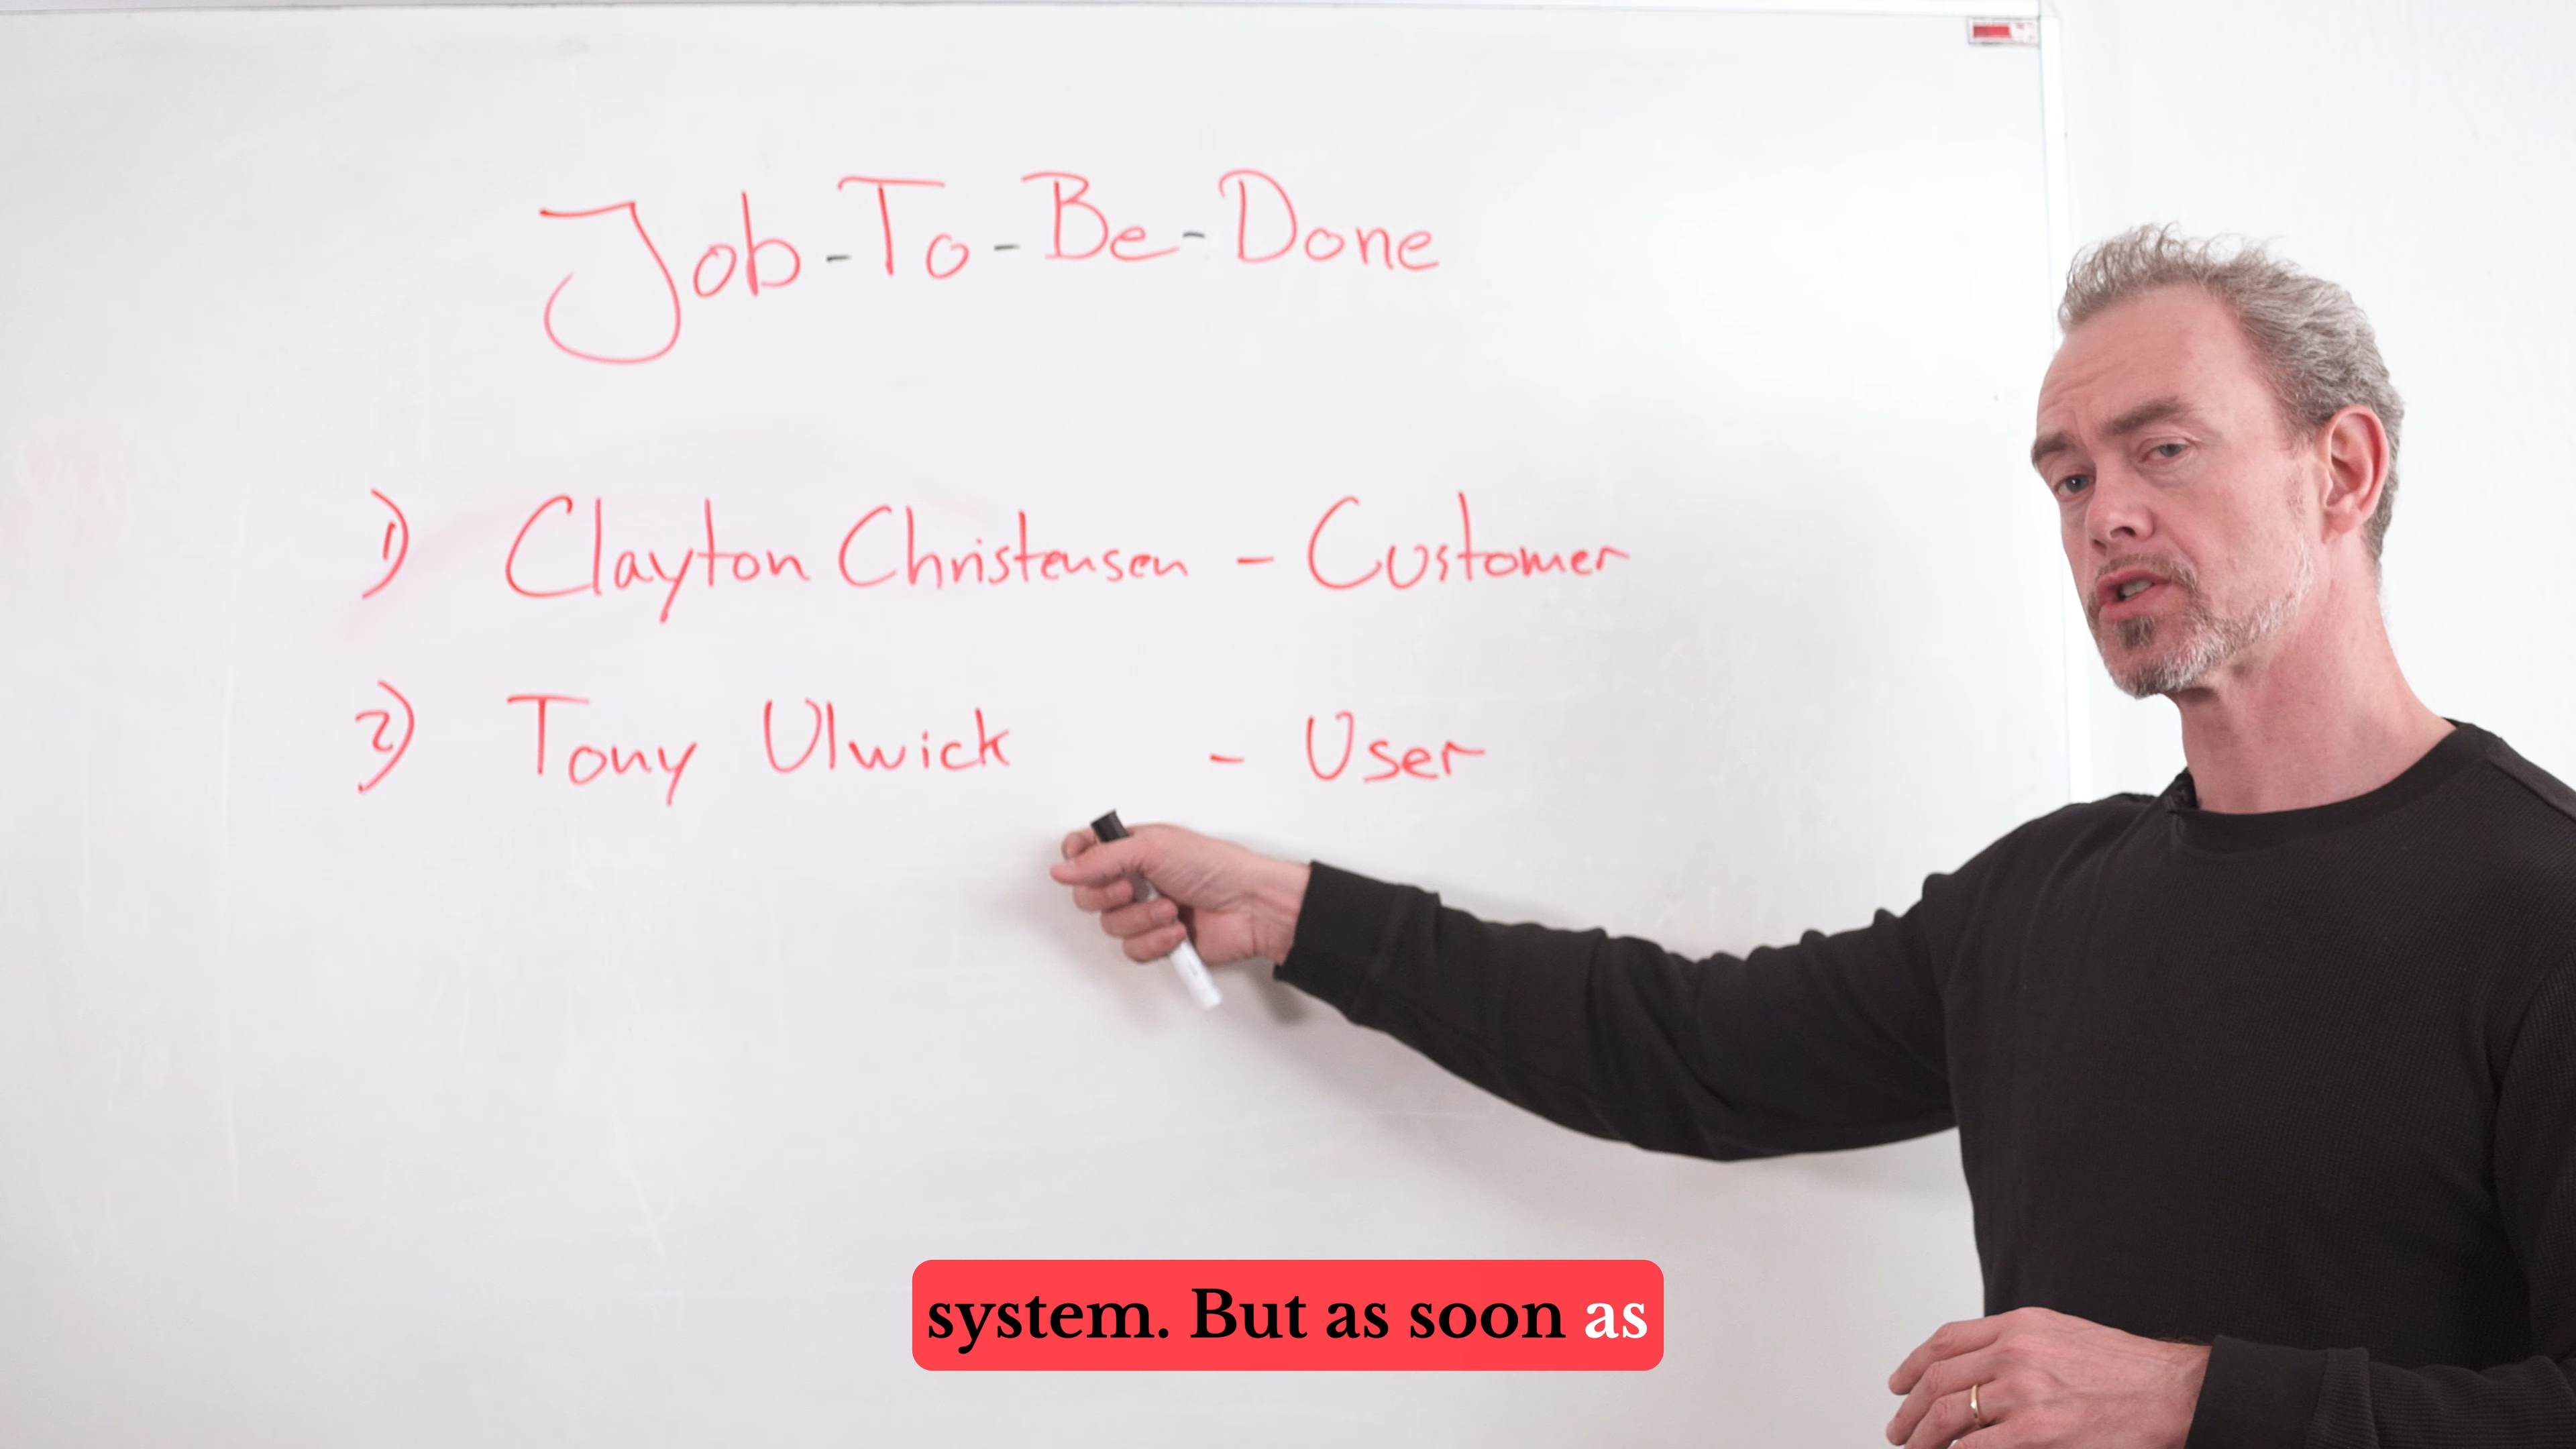 Job-To-Be-Done
1) Clayton Christensen - Customer
2) Tony Ulwick - User
system. But as soon as